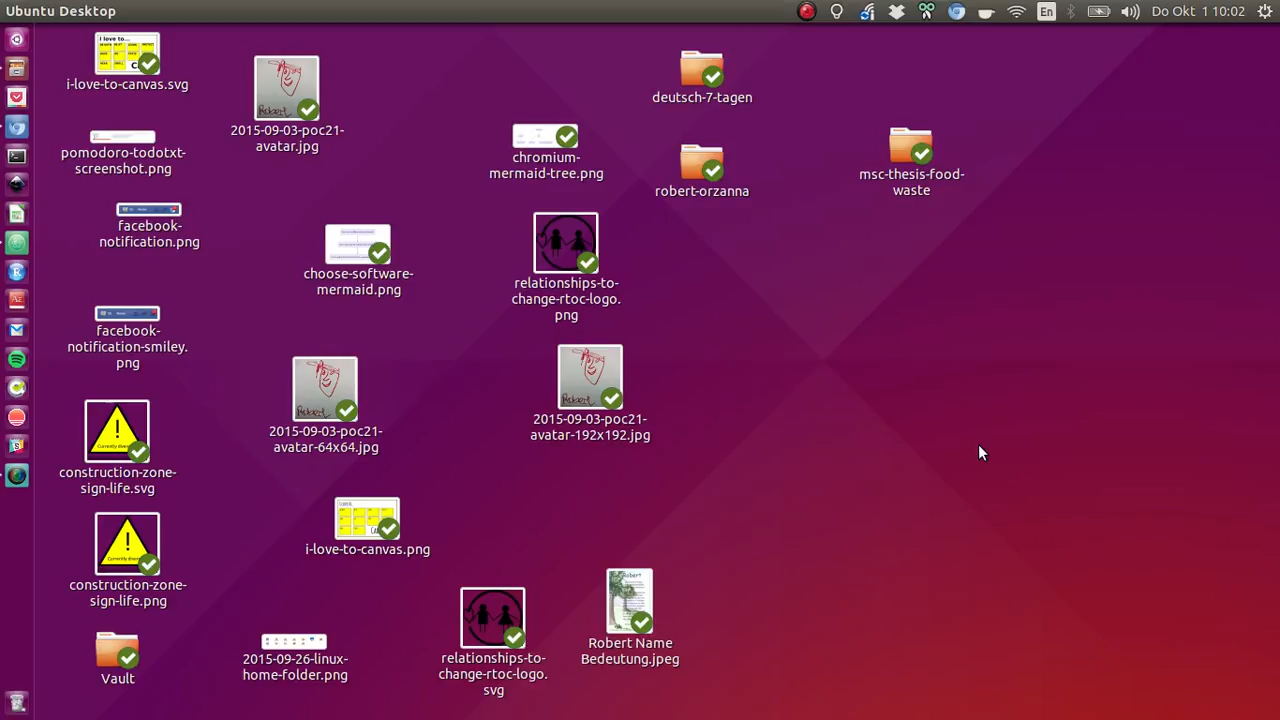 Ubuntu Desktop
En
Do Okt 1 10:02
i-love-to-canvas.svg
2015-09-03-poc21-
avatar.jpg
deutsch-7-tagen
pomodoro-todotxt-
screenshot.png
chromium-
mermaid-tree.png
robert-orzanna
msc-thesis-food-
waste
facebook-
notification.png
choose-software-
mermaid.png
relationships-to-
change-rtoc-logo.
png
facebook-
notification-smiley.
png
Robert
2015-09-03-poc21-
avatar-64x64.jpg
2015-09-03-poc21-
avatar-192x192.jpg
construction-zone-
sign-life.svg
i-love-to-canvas.png
construction-zone-
sign-life.png
Vault
2015-09-26-linux-
home-folder.png
relationships-to-
change-rtoc-logo.
svg
Robert Name
Bedeutung.jpeg